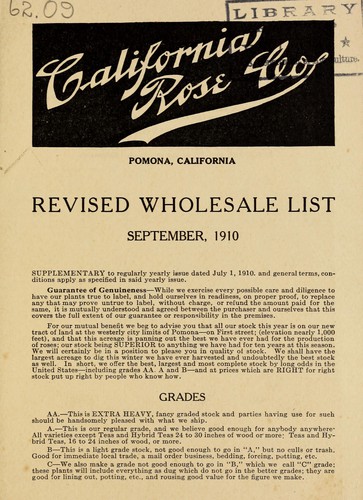 62.09
LIBRARY
California
Rose Co.
POMONA, CALIFORNIA
REVISED WHOLESALE LIST
SEPTEMBER, 1910
SUPPLEMENTARY to regularly yearly issue dated July 1, 1910. and general terms, con-
ditions apply as specified in said yearly issue.
Guarantee of Genuineness—While we exercise every possible care and diligence to
have our plants true to label, and hold ourselves in readiness, on proper proof, to replace
any that may prove untrue to label, without charge, or refund the amount paid for the
same, it is mutually understood and agreed between the purchaser and ourselves that this
covers the full extent of our guarantee or responsibility in the premises.
For our mutual benefit we beg to advise you that all our stock this year is on our new
tract of land at the westerly city limits of Pomona—on First street; (elevation nearly 1,000
feet), and that this acreage is panning out the best we have ever had for the production of
roses; our stock being SUPERIOR to anything we have had for ten years at this season.
We will certainly be in a position to please you in quality of stock. We shall have the
largest acreage to dig this winter we have ever harvested and undoubtedly the best stock
as well. In short, we offer the best, largest and most complete stock by long odds in the
United States—including grades AA. A and B—and at prices which are RIGHT for right
stock put up right by people who know how.
GRADES
AA.—This is EXTRA HEAVY, fancy graded stock and parties having use for such
should be handsomely pleased with what we ship.
A.—This is our regular grade, and we believe good enough for anybody anywhere
All varieties except Teas and Hybrid Teas 24 to 30 inches of wood or more; Teas and Hy-
brid Teas, 16 to 24 inches of wood, or more.
B—This is a light grade stock, not good enough to go in "A," but no culls or trash.
Good for immediate local trade, a mail order business, bedding, forcing, potting, etc.
C—We also make a grade not good enough to go in "B," which we call "C" grade;
these plants will include everything as dug which do not go in the better grades; they are
good for lining out, potting, etc., and rousing good value for the figure we make.